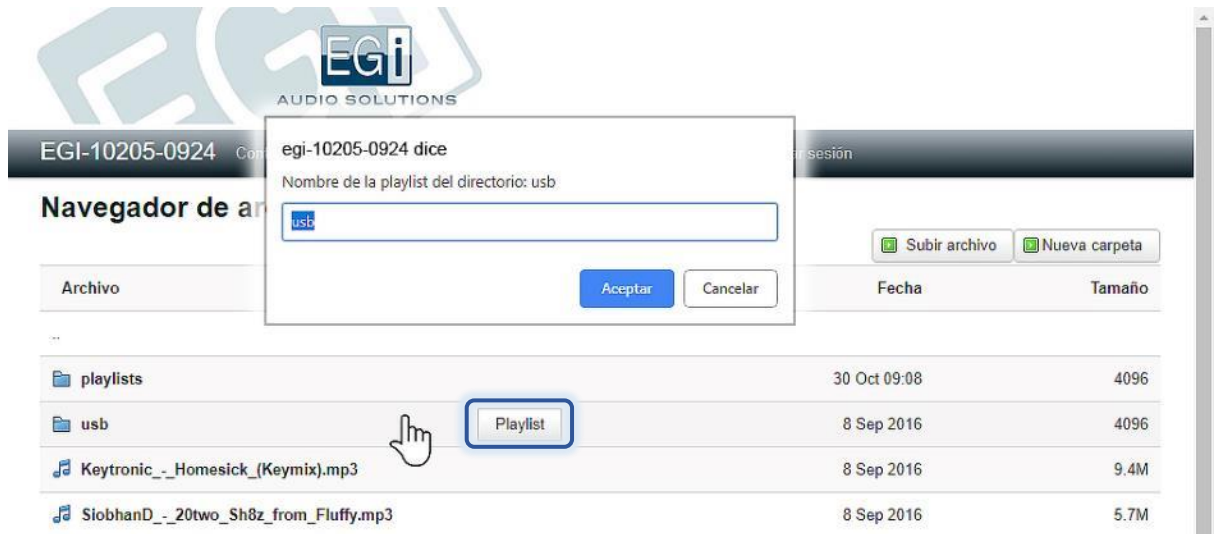 EGi
AUDIO SOLUTIONS
egi-10205-0924 dice
Nombre de la playlist del directorio: usb
usb
Aceptar Cancelar
EGI-10205-0924 sesión
Navegador de
Subir archivo Nueva carpeta
Archivo Fecha Tamaño
..
playlists 30 Oct 09:08 4096
usb Playlist 8 Sep 2016 4096
Keytronic_-_Homesick_(Keymix).mp3 8 Sep 2016 9.4M
SiobhanD_-_20two_Sh8z_from_Fluffy.mp3 8 Sep 2016 5.7M